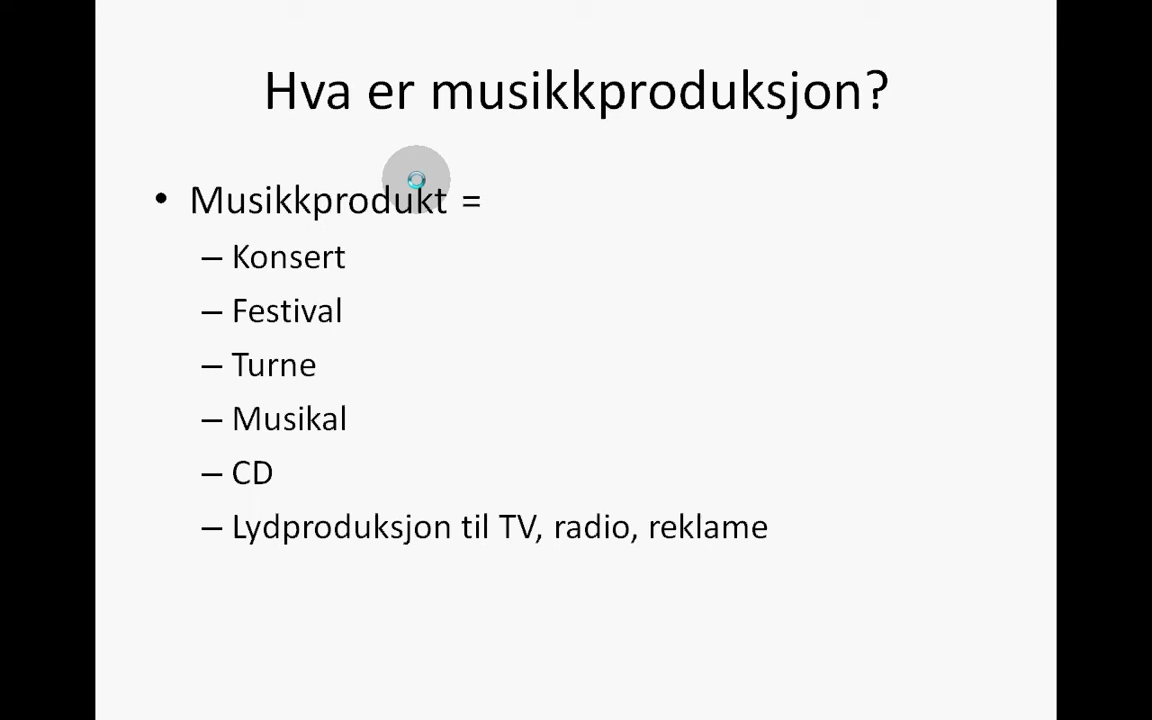 Hva er musikkproduksjon?
• Musikkprodukt =
– Konsert
– Festival
– Turne
– Musikal
– CD
– Lydproduksjon til TV, radio, reklame